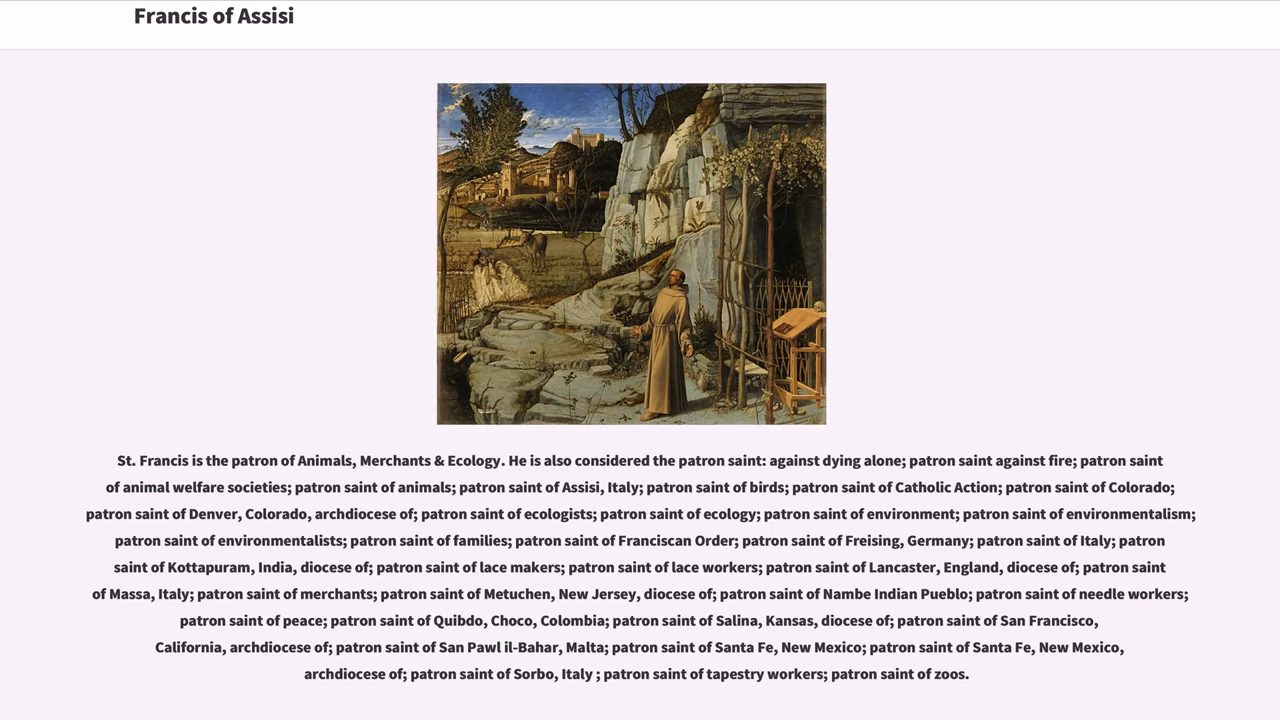 Francis of Assisi
St. Francis is the patron of Animals, Merchants & Ecology. He is also considered the patron saint: against dying alone; patron saint against fire; patron saint
of animal welfare societies; patron saint of animals; patron saint of Assisi, Italy; patron saint of birds; patron saint of Catholic Action; patron saint of Colorado;
patron saint of Denver, Colorado, archdiocese of; patron saint of ecologists; patron saint of ecology; patron saint of environment; patron saint of environmentalism;
patron saint of environmentalists; patron saint of families; patron saint of Franciscan Order; patron saint of Freising, Germany; patron saint of Italy; patron
saint of Kottapuram, India, diocese of; patron saint of lace makers; patron saint of lace workers; patron saint of Lancaster, England, diocese of; patron saint
of Massa, Italy; patron saint of merchants; patron saint of Metuchen, New Jersey, diocese of; patron saint of Nambe Indian Pueblo; patron saint of needle workers;
patron saint of peace; patron saint of Quibdo, Choco, Colombia; patron saint of Salina, Kansas, diocese of; patron saint of San Francisco,
California, archdiocese of; patron saint of San Pawl il-Bahar, Malta; patron saint of Santa Fe, New Mexico; patron saint of Santa Fe, New Mexico,
archdiocese of; patron saint of Sorbo, Italy ; patron saint of tapestry workers; patron saint of zoos.